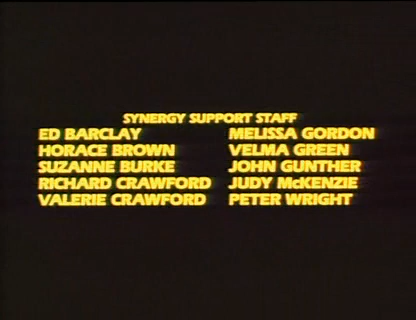 SYNERGY SUPPORT STAFF
ED BARCLAY MELISSA GORDON
HORACE BROWN VELMA GREEN
SUZANNE BURKE JOHN GUNTHER
RICHARD CRAWFORD JUDY McKENZIE
VALERIE CRAWFORD PETER WRIGHT